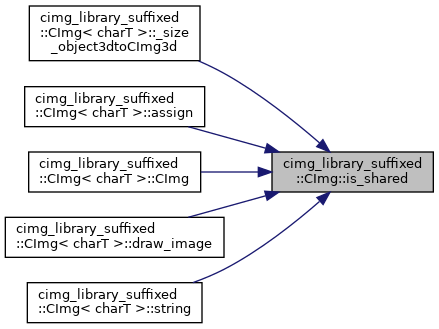 cimg_library_suffixed
::CImg< charT >::_size
_object3dtoCImg3d
cimg_library_suffixed
::CImg< charT >::assign
cimg_library_suffixed
::CImg< charT >::CImg
cimg_library_suffixed
::CImg::is_shared
cimg_library_suffixed
::CImg< charT >::draw_image
cimg_library_suffixed
::CImg< charT >::string